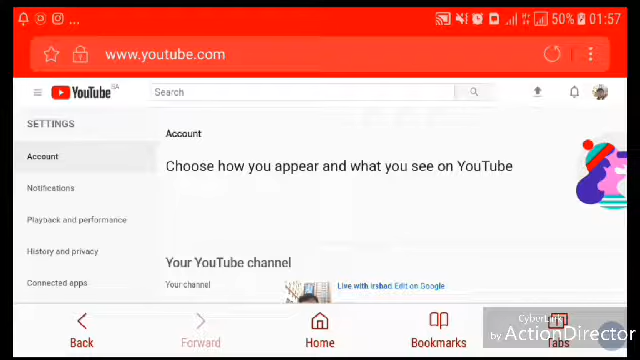 50% 01:57
www.youtube.com
YouTube SA
Search
SETTINGS
Account
Account
Choose how you appear and what you see on YouTube
Notifications
Playback and performance
History and privacy
Your YouTube channel
Connected apps
Your channel
Live with Irshad Edit on Google
Back
Forward
Home
Bookmarks
Tabs
by ActionDirector